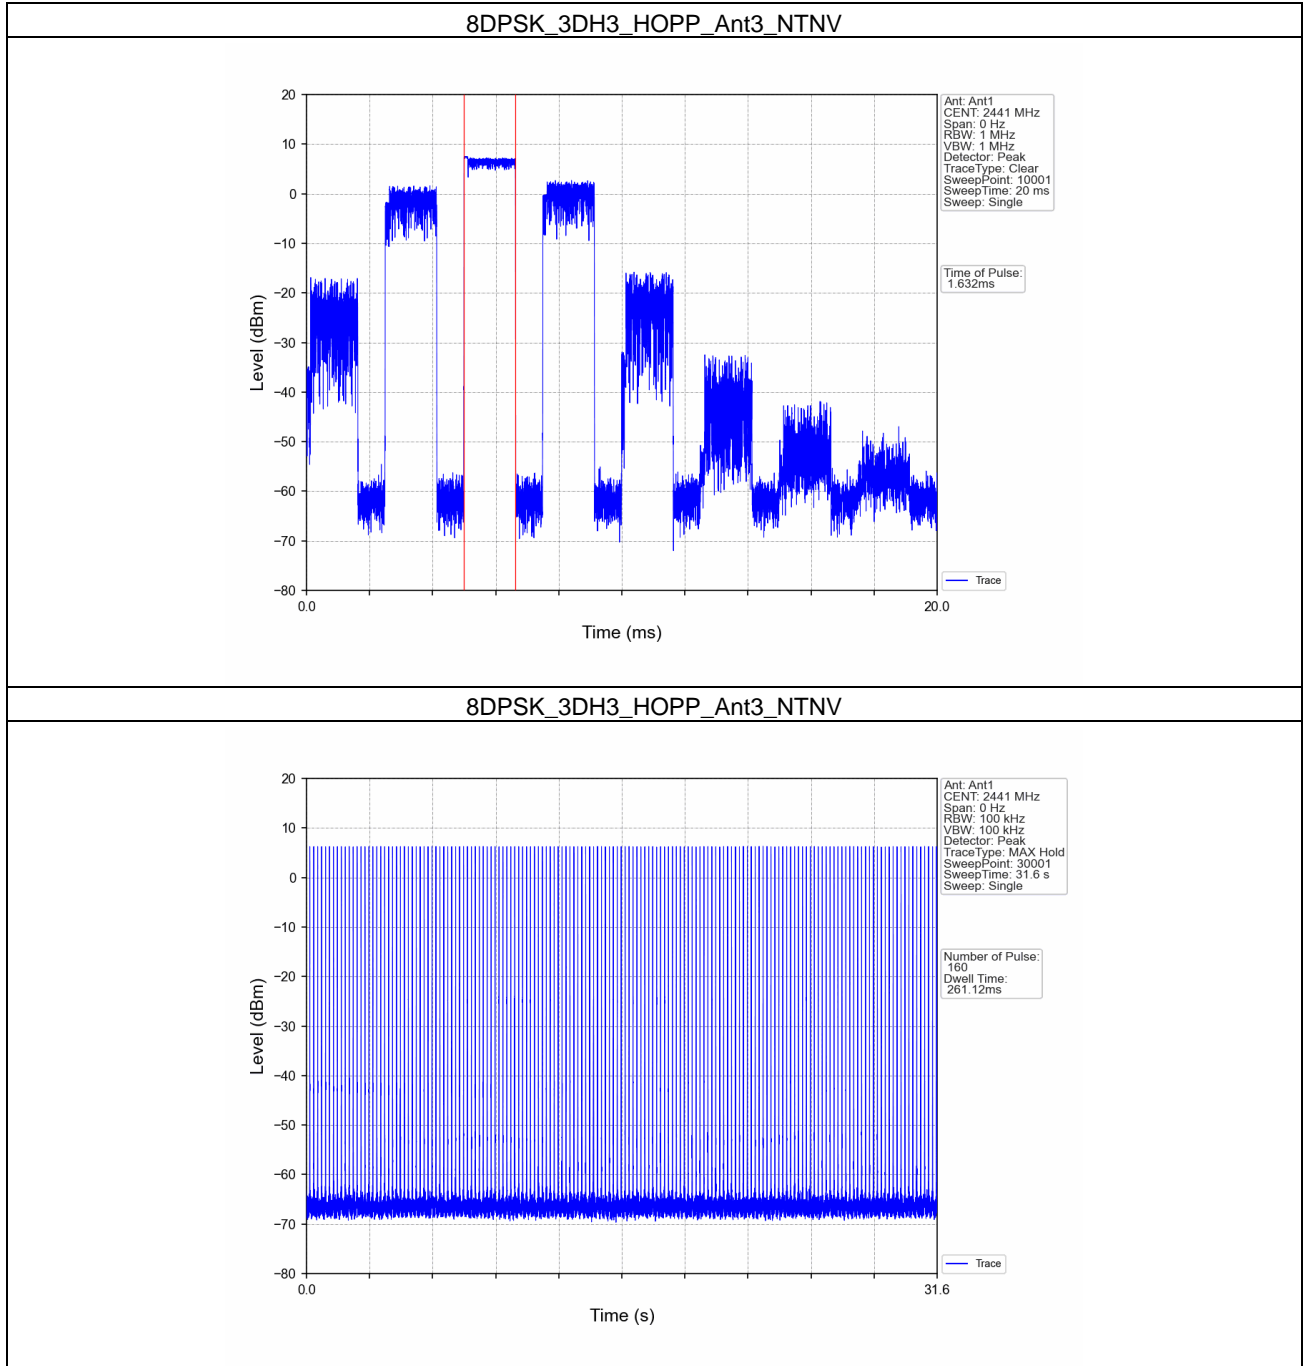 8DPSK_3DH3_HOPP_Ant3_NTNV
20
10
0
−10
−20
−30
−40
−50
−60
−70
−80
Level (dBm)
0.0
20.0
Time (ms)
Ant: Ant1
CENT: 2441 MHz
Span: 0 Hz
RBW: 1 MHz
VBW: 1 MHz
Detector: Peak
TraceType: Clear
SweepPoint: 10001
SweepTime: 20 ms
Sweep: Single
Time of Pulse:
1.632ms
Trace
8DPSK_3DH3_HOPP_Ant3_NTNV
20
10
0
−10
−20
−30
−40
−50
−60
−70
−80
Level (dBm)
0.0
31.6
Time (s)
Ant: Ant1
CENT: 2441 MHz
Span: 0 Hz
RBW: 100 kHz
VBW: 100 kHz
Detector: Peak
TraceType: MAX Hold
SweepPoint: 30001
SweepTime: 31.6 s
Sweep: Single
Number of Pulse:
160
Dwell Time:
261.12ms
Trace